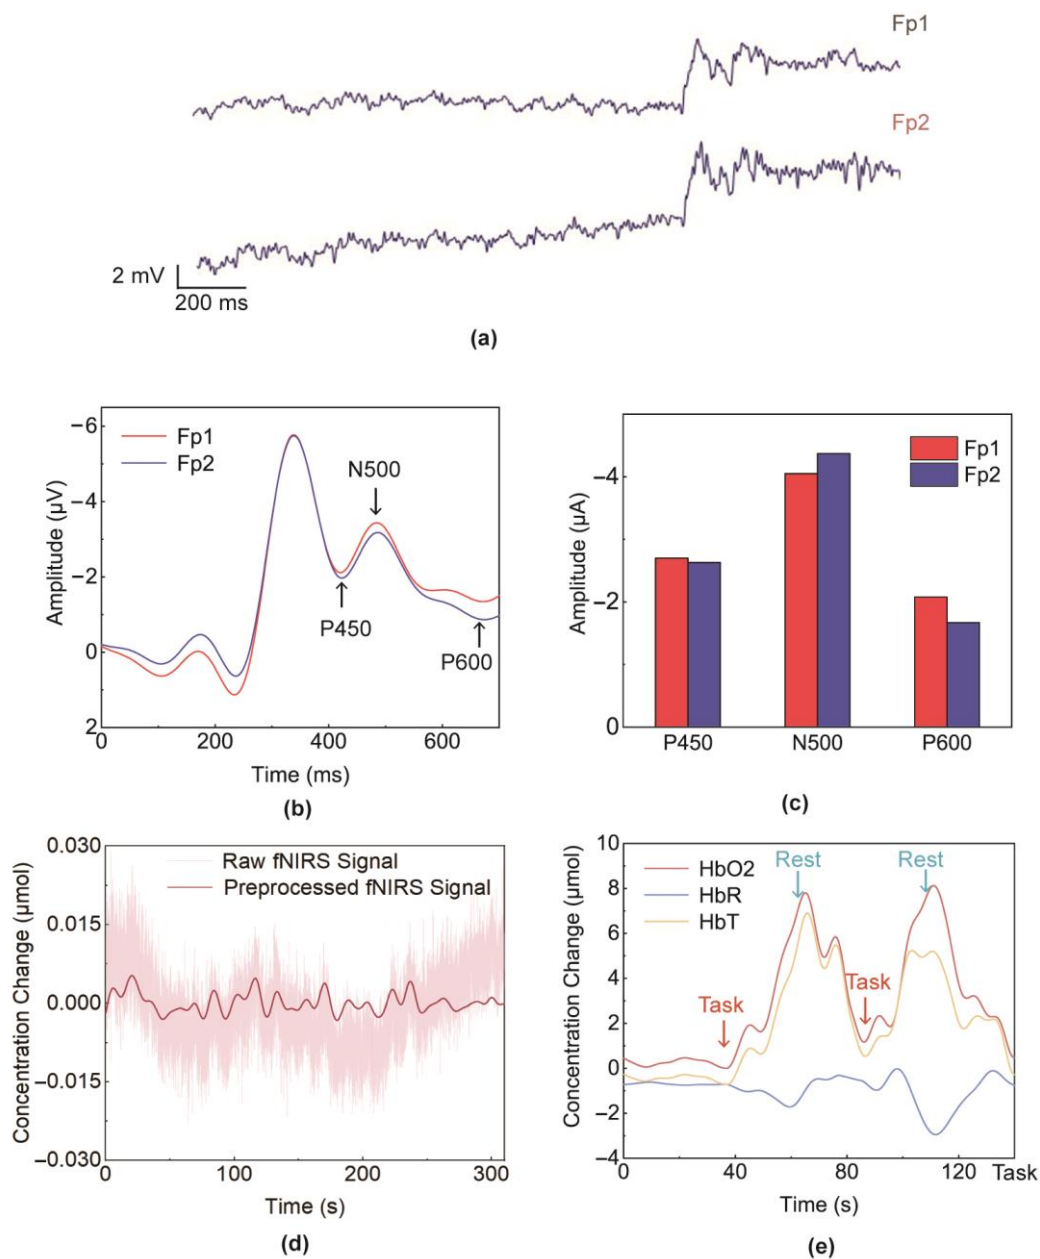 Fp1
Fp2
2 mV
200 ms
(a)
Amplitude (μV)
−6
−4
−2
0
2
Fp1
Fp2
N500
P450
P600
0 200 400 600
Time (ms)
(b)
Amplitude (μA)
−4
−2
0
Fp1
Fp2
P450 N500 P600
(c)
Concentration Change (μmol)
0.030
0.015
0.000
−0.015
−0.030
Raw fNIRS Signal
Preprocessed fNIRS Signal
0 100 200 300
Time (s)
(d)
Concentration Change (μmol)
10
8
6
4
2
0
−2
−4
HbO2
HbR
HbT
Rest
Rest
Task
Task
0 40 80 120 Task
Time (s)
(e)